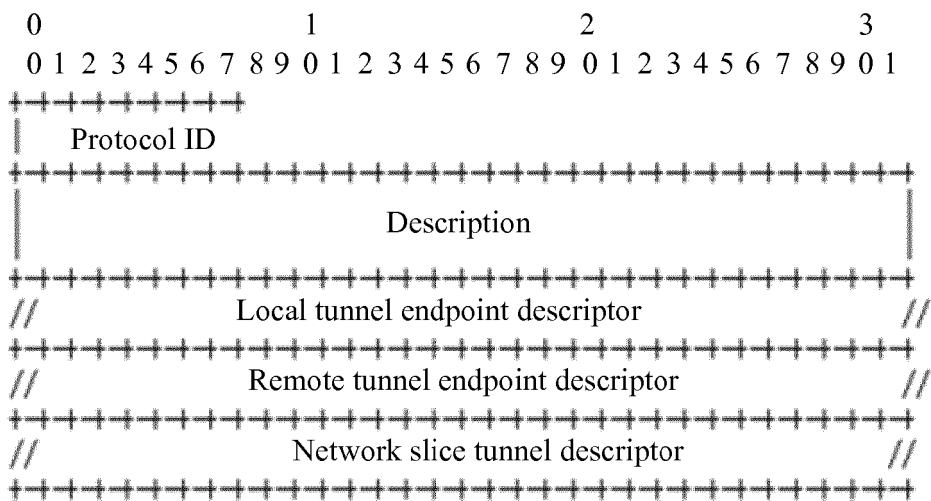 0 1 2 3
0 1 2 3 4 5 6 7 8 9 0 1 2 3 4 5 6 7 8 9 0 1 2 3 4 5 6 7 8 9 0 1
+-+-+-+-+-+-+-+-+
| Protocol ID
+-+-+-+-+-+-+-+-+-+-+-+-+-+-+-+-+-+-+-+-+-+-+-+-+-+-+-+-+-+-+-+-+
| Description |
+-+-+-+-+-+-+-+-+-+-+-+-+-+-+-+-+-+-+-+-+-+-+-+-+-+-+-+-+-+-+-+-+
// Local tunnel endpoint descriptor //
+-+-+-+-+-+-+-+-+-+-+-+-+-+-+-+-+-+-+-+-+-+-+-+-+-+-+-+-+-+-+-+-+
// Remote tunnel endpoint descriptor //
+-+-+-+-+-+-+-+-+-+-+-+-+-+-+-+-+-+-+-+-+-+-+-+-+-+-+-+-+-+-+-+-+
// Network slice tunnel descriptor //
+-+-+-+-+-+-+-+-+-+-+-+-+-+-+-+-+-+-+-+-+-+-+-+-+-+-+-+-+-+-+-+-+